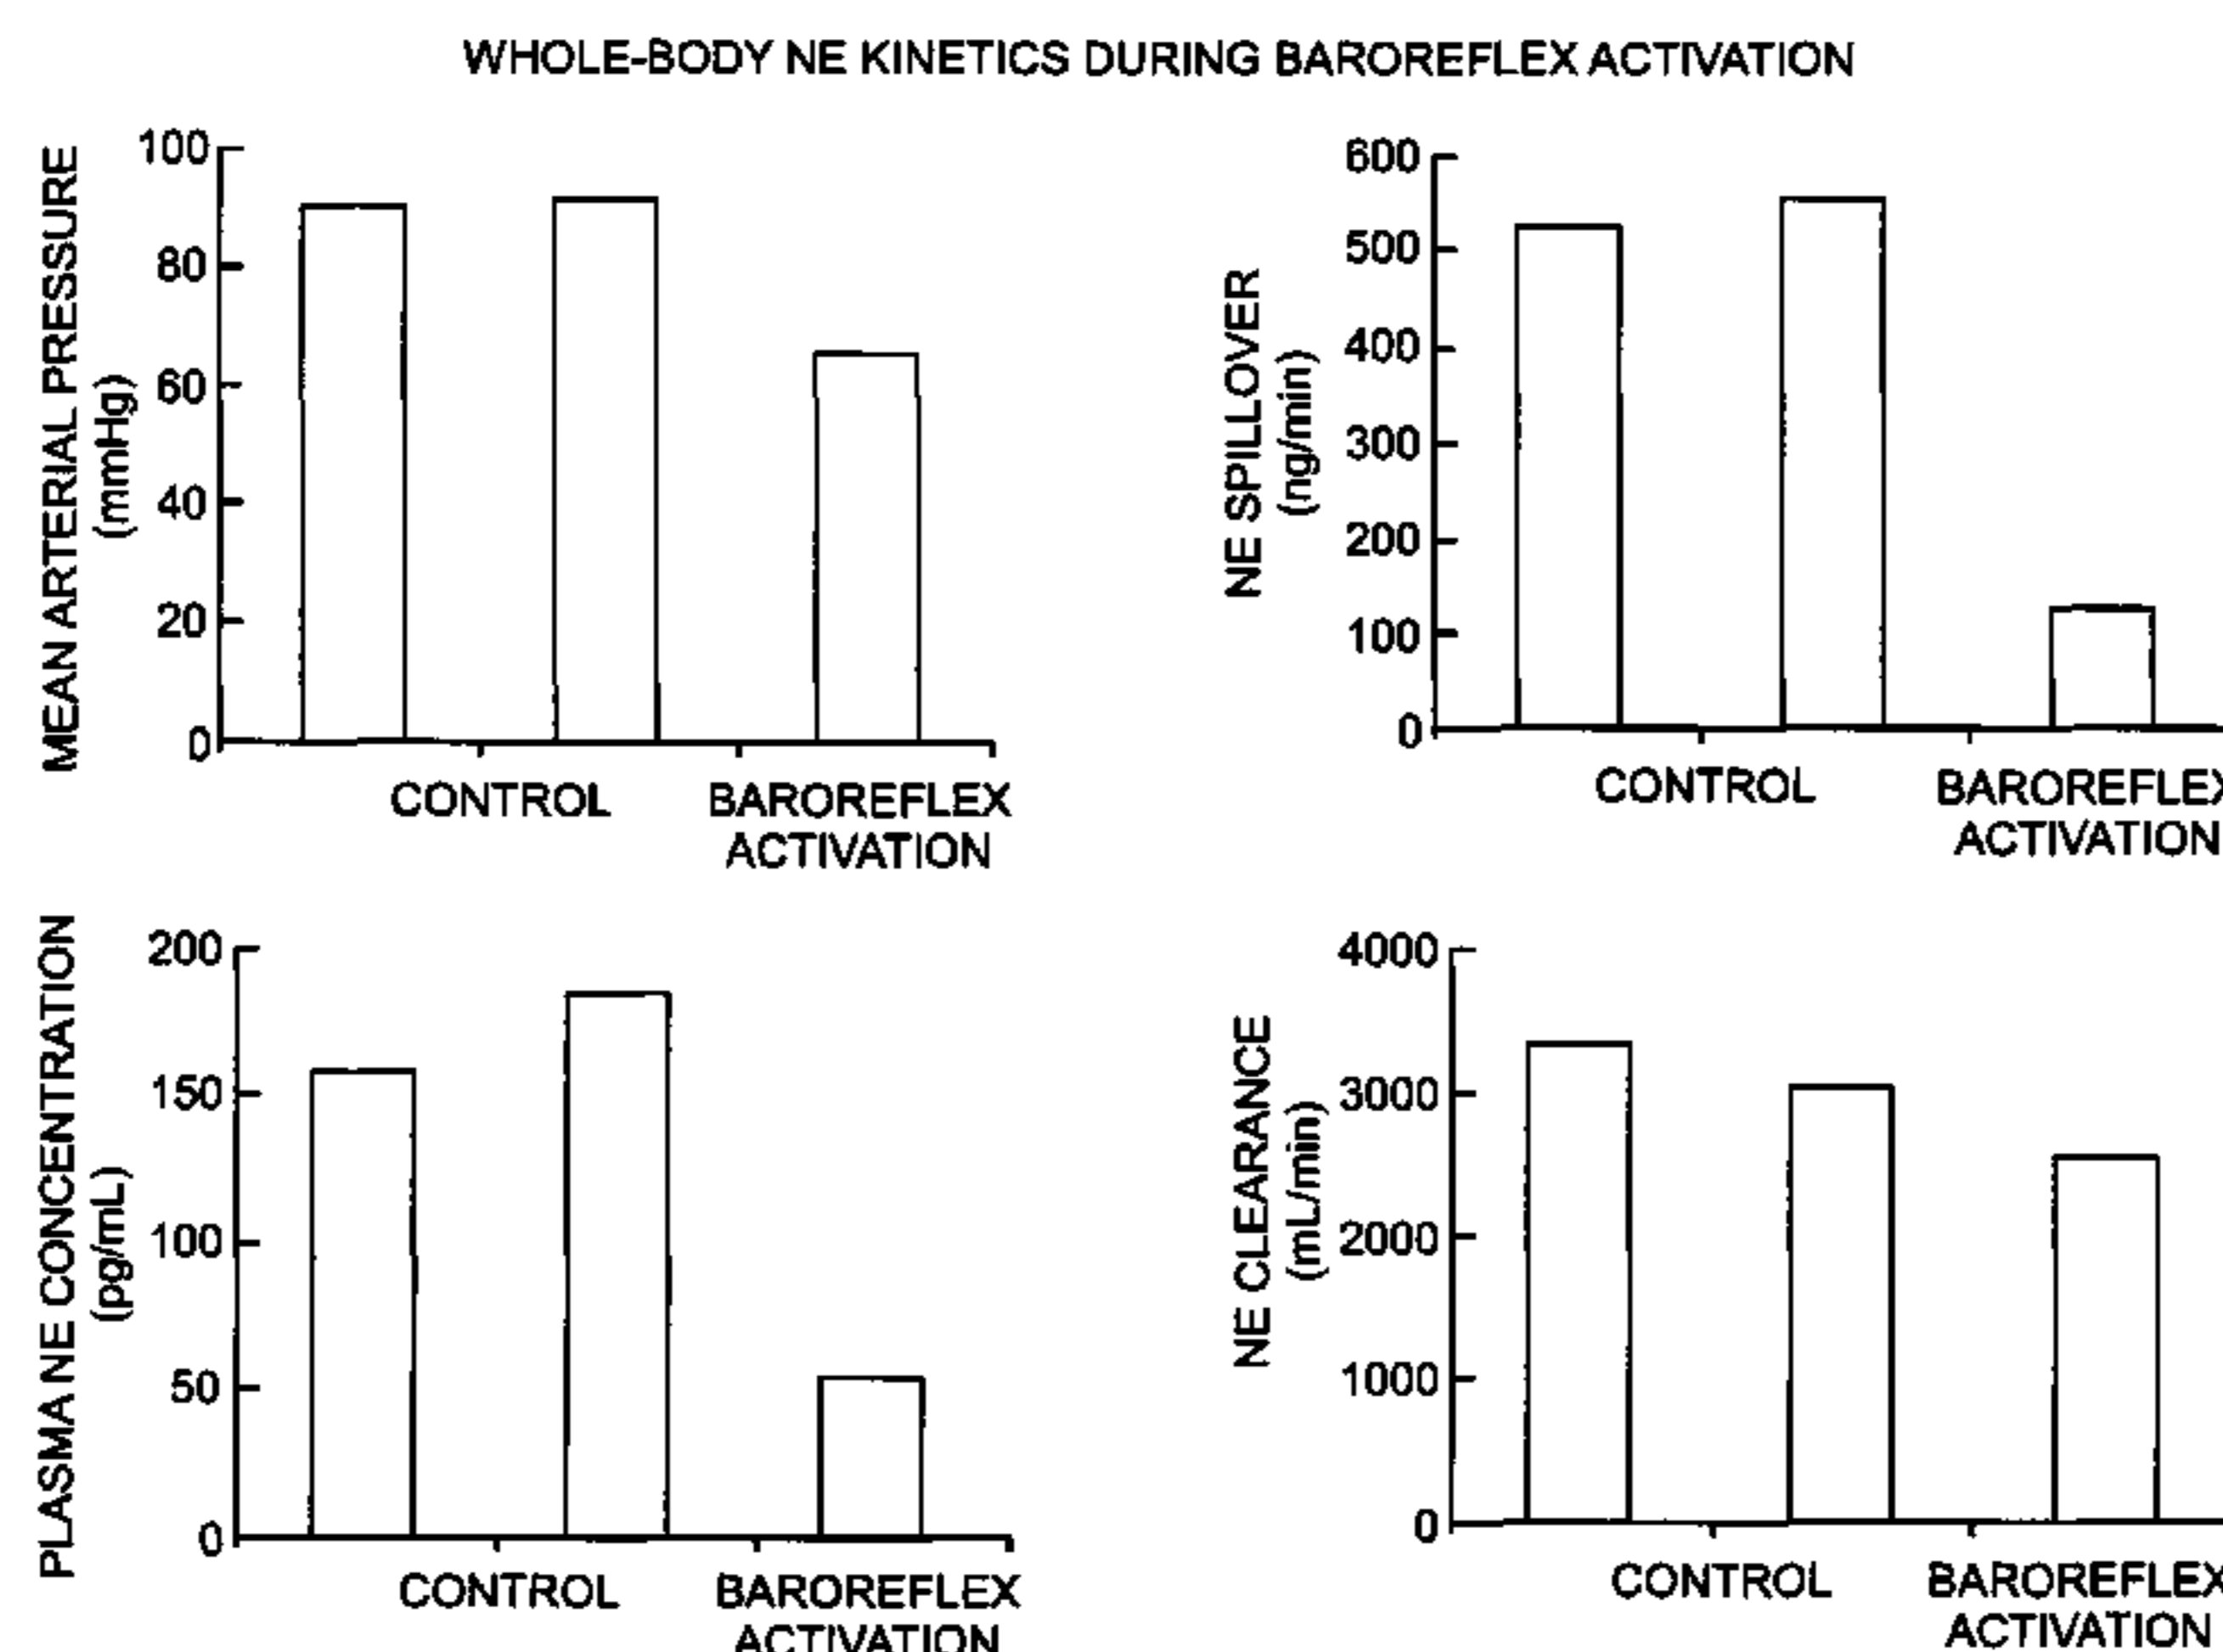 WHOLE-BODY NE KINETICS DURING BAROREFLEX ACTIVATION
MEAN ARTERIAL PRESSURE
(mmHg)
100
80
60
40
20
0
CONTROL
BAROREFLEX
ACTIVATION
NE SPILLOVER
(ng/min)
600
500
400
300
200
100
0
CONTROL
BAROREFLEX
ACTIVATION
PLASMA NE CONCENTRATION
(pg/mL)
200
150
100
50
0
CONTROL
BAROREFLEX
ACTIVATION
NE CLEARANCE
(mL/min)
4000
3000
2000
1000
0
CONTROL
BAROREFLEX
ACTIVATION